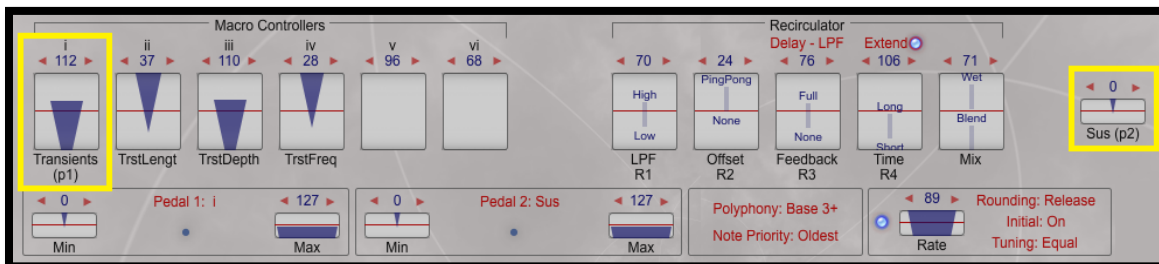 Macro Controllers Recirculator
Delay - LPF Extend
i ii iii iv v vi
112 37 110 28 96 68 70 24 76 106 71
0
High PingPong Full Long Wet
Low None None Short Blend
Transients TrstLengt TrstDepth TrstFreq LPF Offset Feedback Time Mix
(p1) R1 R2 R3 R4
Sus (p2)
0 Pedal 1: i 127 0 Pedal 2: Sus 127 Polyphony: Base 3+ 89 Rounding: Release
Note Priority: Oldest Initial: On
Min Max Min Max Rate Tuning: Equal